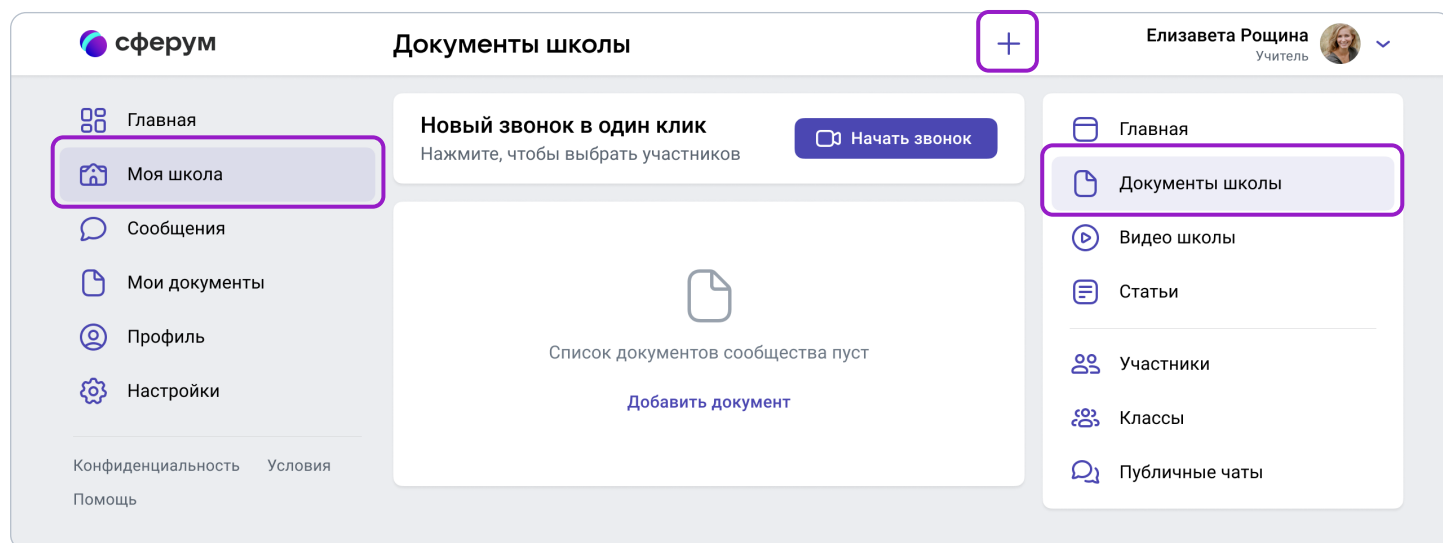 сферум
Документы школы
Елизавета Рощина
Учитель
Главная
Моя школа
Сообщения
Мои документы
Профиль
Настройки
Конфиденциальность Условия
Помощь
Новый звонок в один клик
Нажмите, чтобы выбрать участников
Начать звонок
Список документов сообщества пуст
Добавить документ
Главная
Документы школы
Видео школы
Статьи
Участники
Классы
Публичные чаты